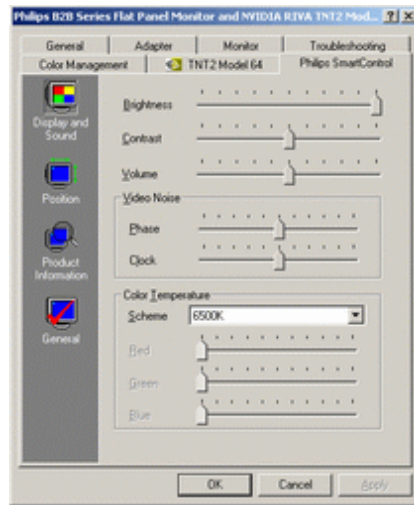 Philips B2B Series Flat Panel Monitor and NVIDIA RIVA TNT2 Mod...
General
Adapter
Monitor
Troubleshooting
Color Management
TNT2 Model 64
Philips SmartControl
Display and
Sound
Position
Product
Information
General
Brightness
Contrast
Volume
Video Noise
Phase
Clock
Color Temperature
Scheme
6500K
Red
Green
Blue
OK
Cancel
Apply